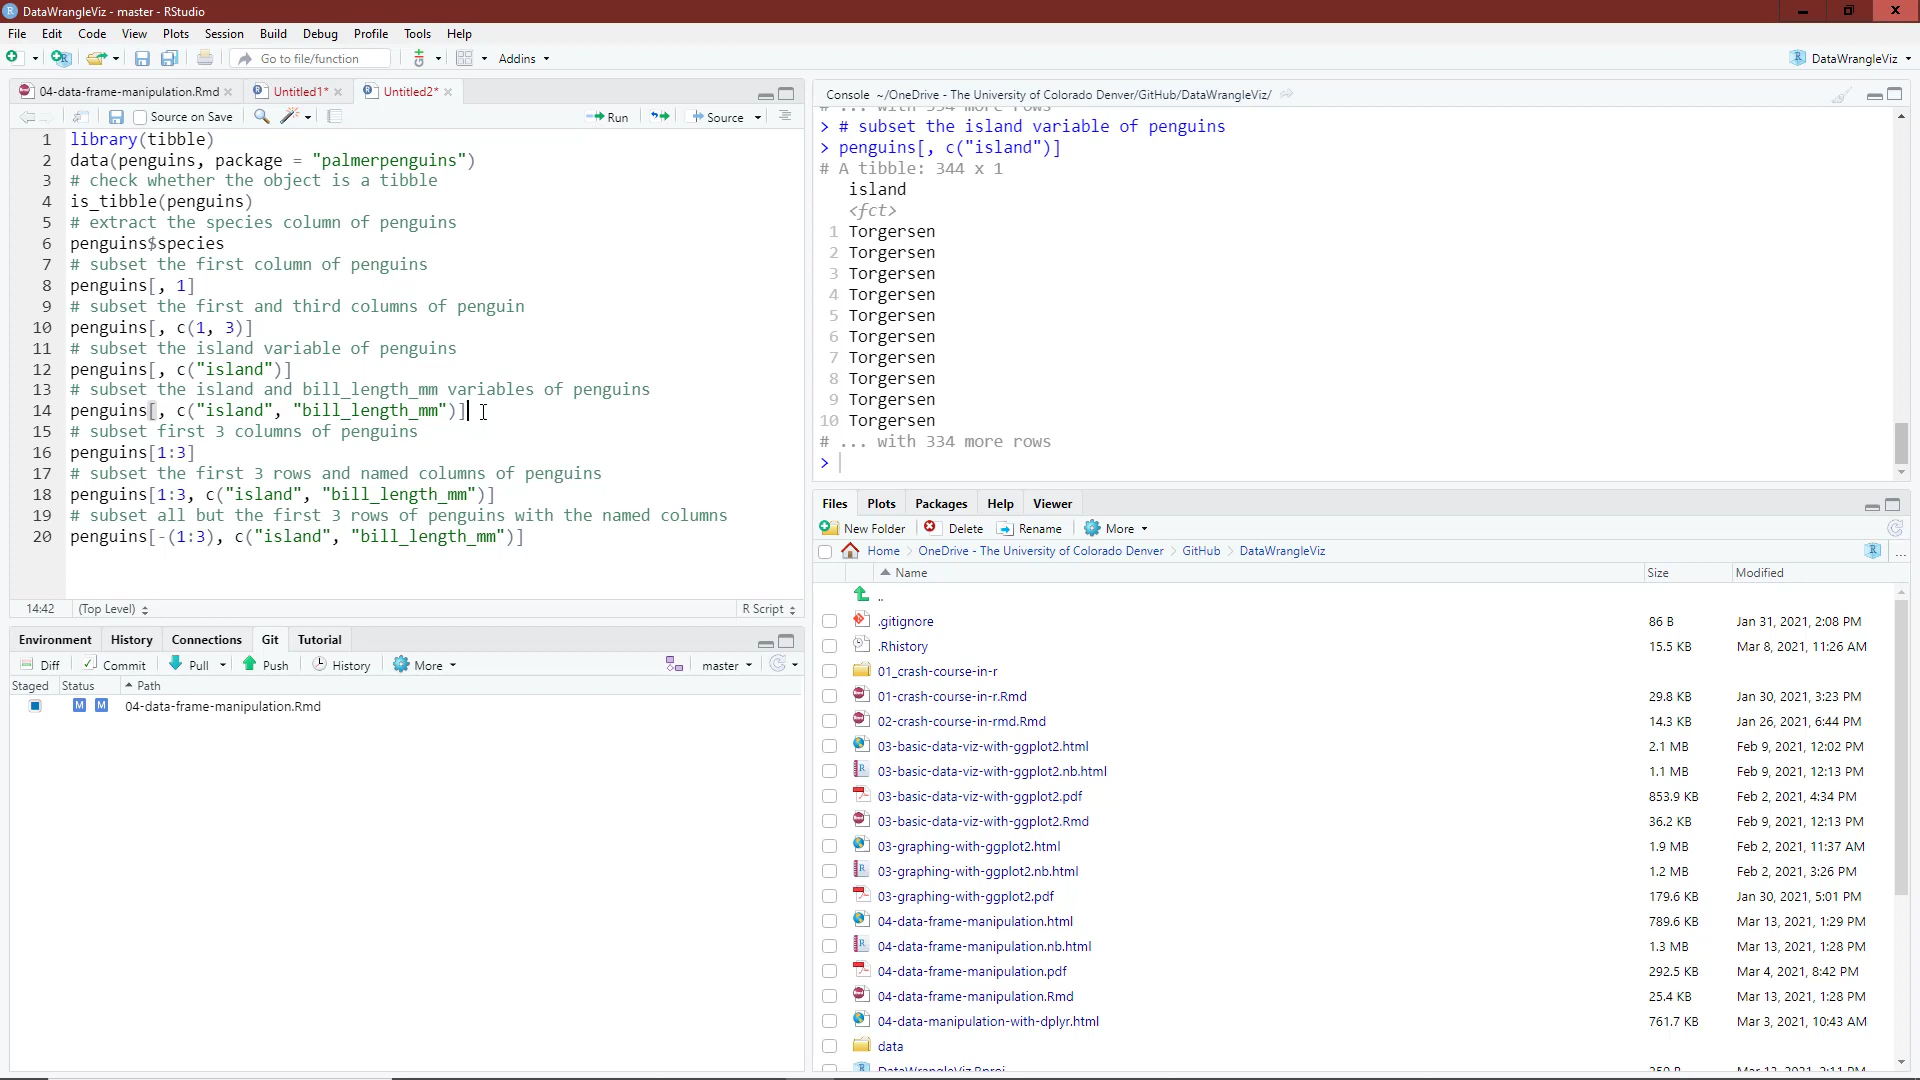 DataWrangleViz - master - RStudio
File Edit Code View Plots Session Build Debug Profile Tools Help
Go to file/function Addins DataWrangleViz
04-data-frame-manipulation.Rmd Untitled1* Untitled2*
Source on Save Run Source
1 library(tibble)
2 data(penguins, package = "palmerpenguins")
3 # check whether the object is a tibble
4 is_tibble(penguins)
5 # extract the species column of penguins
6 penguins$species
7 # subset the first column of penguins
8 penguins[, 1]
9 # subset the first and third columns of penguin
10 penguins[, c(1, 3)]
11 # subset the island variable of penguins
12 penguins[, c("island")]
13 # subset the island and bill_length_mm variables of penguins
14 penguins[, c("island", "bill_length_mm")]
15 # subset first 3 columns of penguins
16 penguins[1:3]
17 # subset the first 3 rows and named columns of penguins
18 penguins[1:3, c("island", "bill_length_mm")]
19 # subset all but the first 3 rows of penguins with the named columns
20 penguins[-(1:3), c("island", "bill_length_mm")]
14:42 (Top Level) R Script
Environment History Connections Git Tutorial
Diff Commit Pull Push History More master
Staged Status Path
M M 04-data-frame-manipulation.Rmd
Console ~/OneDrive - The University of Colorado Denver/GitHub/DataWrangleViz/
# ... with 334 more rows
> # subset the island variable of penguins
> penguins[, c("island")]
# A tibble: 344 x 1
island
<fct>
1 Torgersen
2 Torgersen
3 Torgersen
4 Torgersen
5 Torgersen
6 Torgersen
7 Torgersen
8 Torgersen
9 Torgersen
10 Torgersen
# ... with 334 more rows
>
Files Plots Packages Help Viewer
New Folder Delete Rename More
Home OneDrive - The University of Colorado Denver GitHub DataWrangleViz ...
Name Size Modified
..
.gitignore 86 B Jan 31, 2021, 2:08 PM
.Rhistory 15.5 KB Mar 8, 2021, 11:26 AM
01_crash-course-in-r
01-crash-course-in-r.Rmd 29.8 KB Jan 30, 2021, 3:23 PM
02-crash-course-in-rmd.Rmd 14.3 KB Jan 26, 2021, 6:44 PM
03-basic-data-viz-with-ggplot2.html 2.1 MB Feb 9, 2021, 12:02 PM
03-basic-data-viz-with-ggplot2.nb.html 1.1 MB Feb 9, 2021, 12:13 PM
03-basic-data-viz-with-ggplot2.pdf 853.9 KB Feb 2, 2021, 4:34 PM
03-basic-data-viz-with-ggplot2.Rmd 36.2 KB Feb 9, 2021, 12:13 PM
03-graphing-with-ggplot2.html 1.9 MB Feb 2, 2021, 11:37 AM
03-graphing-with-ggplot2.nb.html 1.2 MB Feb 2, 2021, 3:26 PM
03-graphing-with-ggplot2.pdf 179.6 KB Jan 30, 2021, 5:01 PM
04-data-frame-manipulation.html 789.6 KB Mar 13, 2021, 1:29 PM
04-data-frame-manipulation.nb.html 1.3 MB Mar 13, 2021, 1:28 PM
04-data-frame-manipulation.pdf 292.5 KB Mar 4, 2021, 8:42 PM
04-data-frame-manipulation.Rmd 25.4 KB Mar 13, 2021, 1:28 PM
04-data-manipulation-with-dplyr.html 761.7 KB Mar 3, 2021, 10:43 AM
data
DataWrangleViz.Rproj